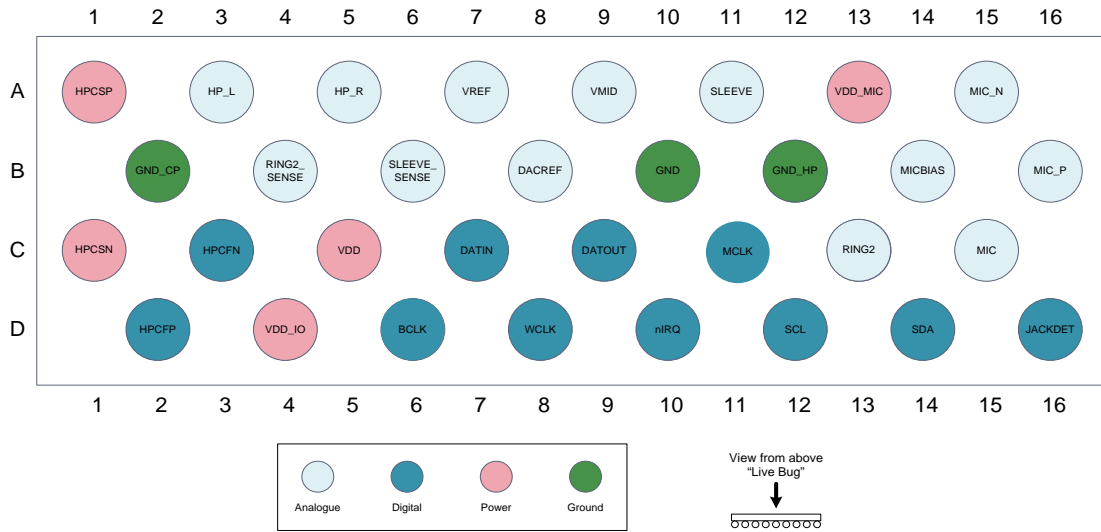 1 2 3 4 5 6 7 8 9 10 11 12 13 14 15 16
A HPCSP HP_L HP_R VREF VMID SLEEVE VDD_MIC MIC_N
B GND_CP RING2_ SENSE SLEEVE_ SENSE DACREF GND GND_HP MICBIAS MIC_P
C HPCSN HPCFN VDD DATIN DATOUT MCLK RING2 MIC
D HPCFP VDD_IO BCLK WCLK nIRQ SCL SDA JACKDET
1 2 3 4 5 6 7 8 9 10 11 12 13 14 15 16
Analogue Digital Power Ground
View from above
“Live Bug”